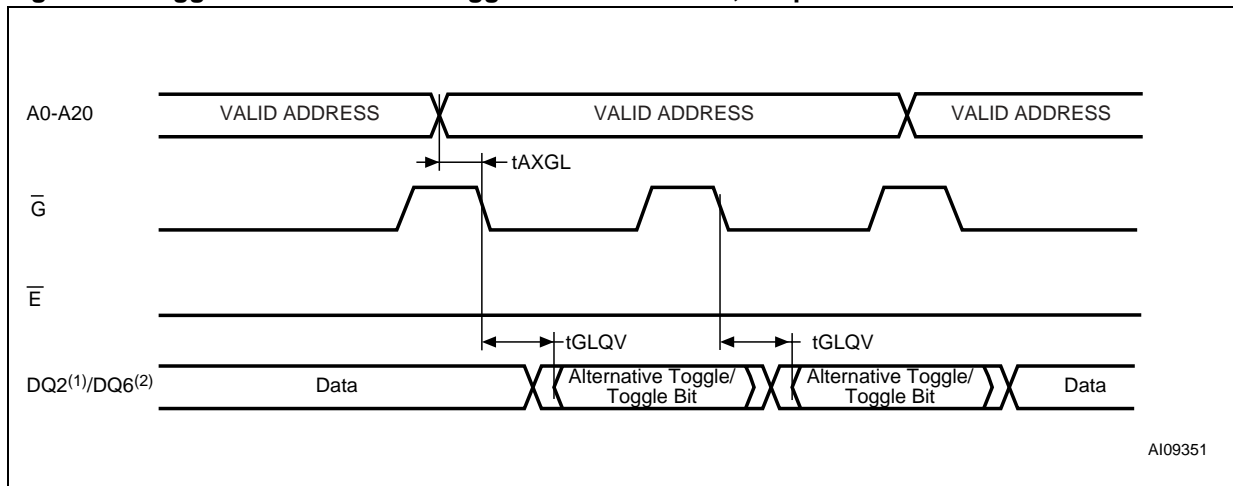 A0-A20 VALID ADDRESS VALID ADDRESS VALID ADDRESS
tAXGL
G
E
tGLQV tGLQV
DQ2(1)/DQ6(2) Data Alternative Toggle/ Toggle Bit Alternative Toggle/ Toggle Bit Data
AI09351